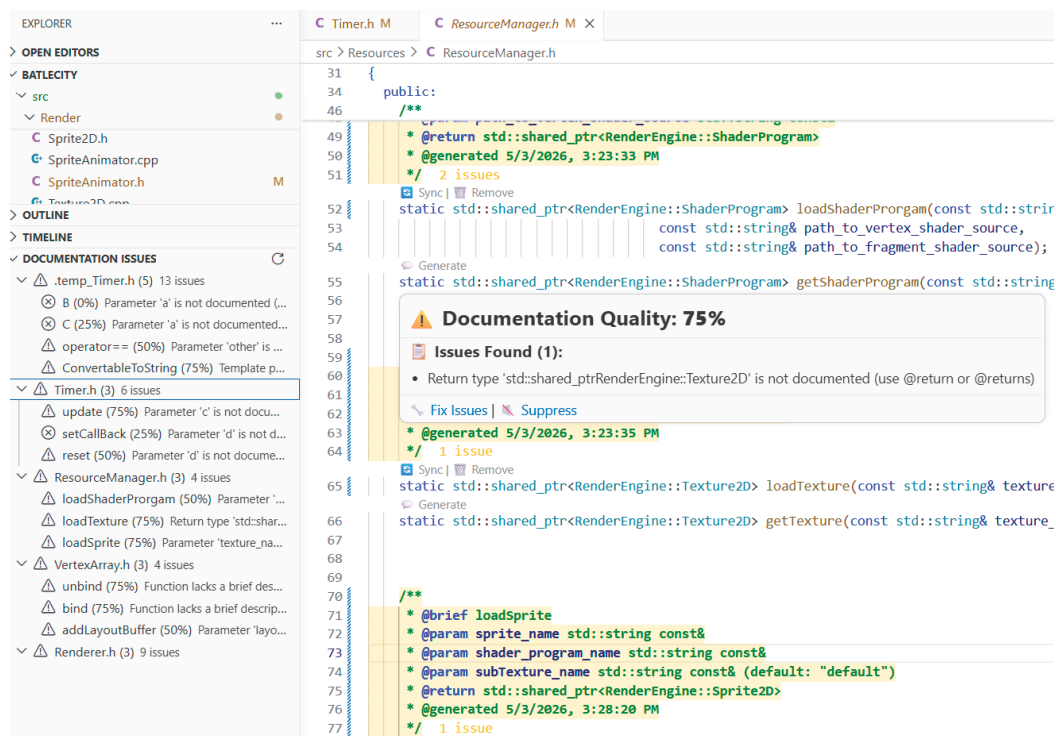 EXPLORER
OPEN EDITORS
BATLECITY
src
Render
Sprite2D.h
SpriteAnimator.cpp
SpriteAnimator.h M
Texture2D.cpp
OUTLINE
TIMELINE
DOCUMENTATION ISSUES
.temp_Timer.h (5) 13 issues
B (0%) Parameter 'a' is not documented (...
C (25%) Parameter 'a' is not documented...
operator== (50%) Parameter 'other' is ...
ConvertableToString (75%) Template p...
Timer.h (3) 6 issues
update (75%) Parameter 'c' is not docu...
setCallBack (25%) Parameter 'd' is not d...
reset (50%) Parameter 'd' is not docume...
ResourceManager.h (3) 4 issues
loadShaderProrgam (50%) Parameter '...
loadTexture (75%) Return type 'std::shar...
loadSprite (75%) Parameter 'texture_na...
VertexArray.h (3) 4 issues
unbind (75%) Function lacks a brief des...
bind (75%) Function lacks a brief descrip...
addLayoutBuffer (50%) Parameter 'layo...
Renderer.h (3) 9 issues
C Timer.h M C ResourceManager.h M
src > Resources > C ResourceManager.h
31 {
34 public:
46 /**
49 * @return std::shared_ptr<RenderEngine::ShaderProgram>
50 * @generated 5/3/2026, 3:23:33 PM
51 */ 2 issues
Sync | Remove
52 static std::shared_ptr<RenderEngine::ShaderProgram> loadShaderProrgam(const std::strin
53 const std::string& path_to_vertex_shader_source,
54 const std::string& path_to_fragment_shader_source);
Generate
55 static std::shared_ptr<RenderEngine::ShaderProgram> getShaderProgram(const std::string
56
57
58
59
60
61
62
Documentation Quality: 75%
Issues Found (1):
• Return type 'std::shared_ptrRenderEngine::Texture2D' is not documented (use @return or @returns)
Fix Issues | Suppress
63 * @generated 5/3/2026, 3:23:35 PM
64 */ 1 issue
Sync | Remove
65 static std::shared_ptr<RenderEngine::Texture2D> loadTexture(const std::string& texture
Generate
66 static std::shared_ptr<RenderEngine::Texture2D> getTexture(const std::string& texture_
67
68
69
70 /**
71 * @brief loadSprite
72 * @param sprite_name std::string const&
73 * @param shader_program_name std::string const&
74 * @param subTexture_name std::string const& (default: "default")
75 * @return std::shared_ptr<RenderEngine::Sprite2D>
76 * @generated 5/3/2026, 3:28:20 PM
77 */ 1 issue